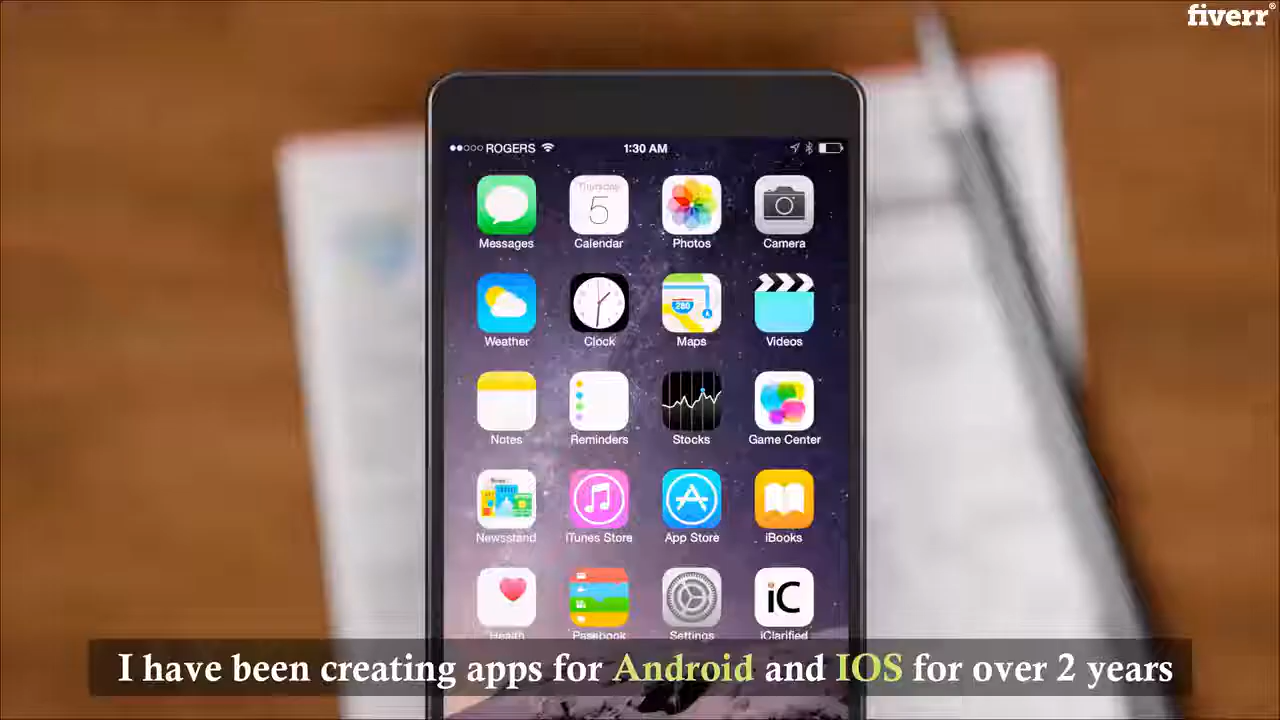 fiverr®
ROGERS 1:30 AM
Thursday
5
Messages Calendar Photos Camera
280
Weather Clock Maps Videos
Notes Reminders Stocks Game Center
Newsstand iTunes Store App Store iBooks
iC
Health Passbook Settings iClarified
I have been creating apps for Android and IOS for over 2 years